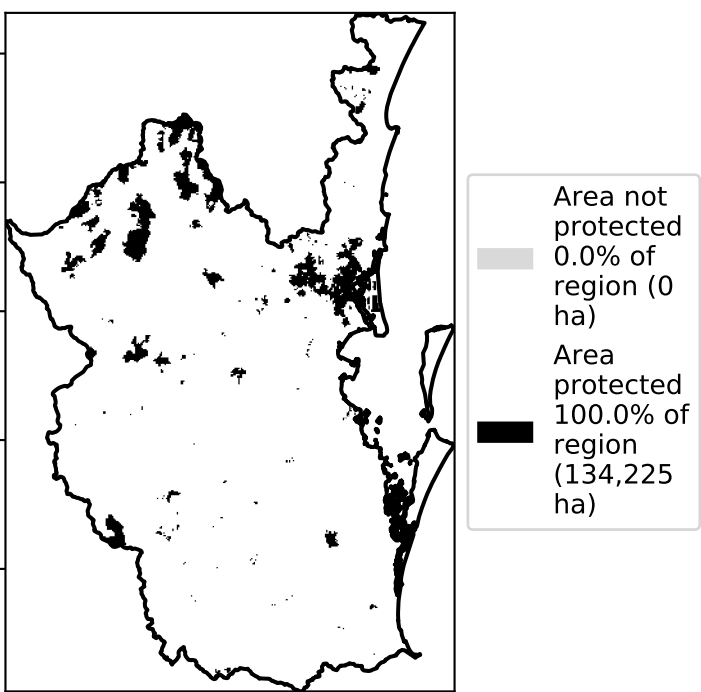 Area not
protected
0.0% of
region (0
ha)
Area
protected
100.0% of
region
(134,225
ha)